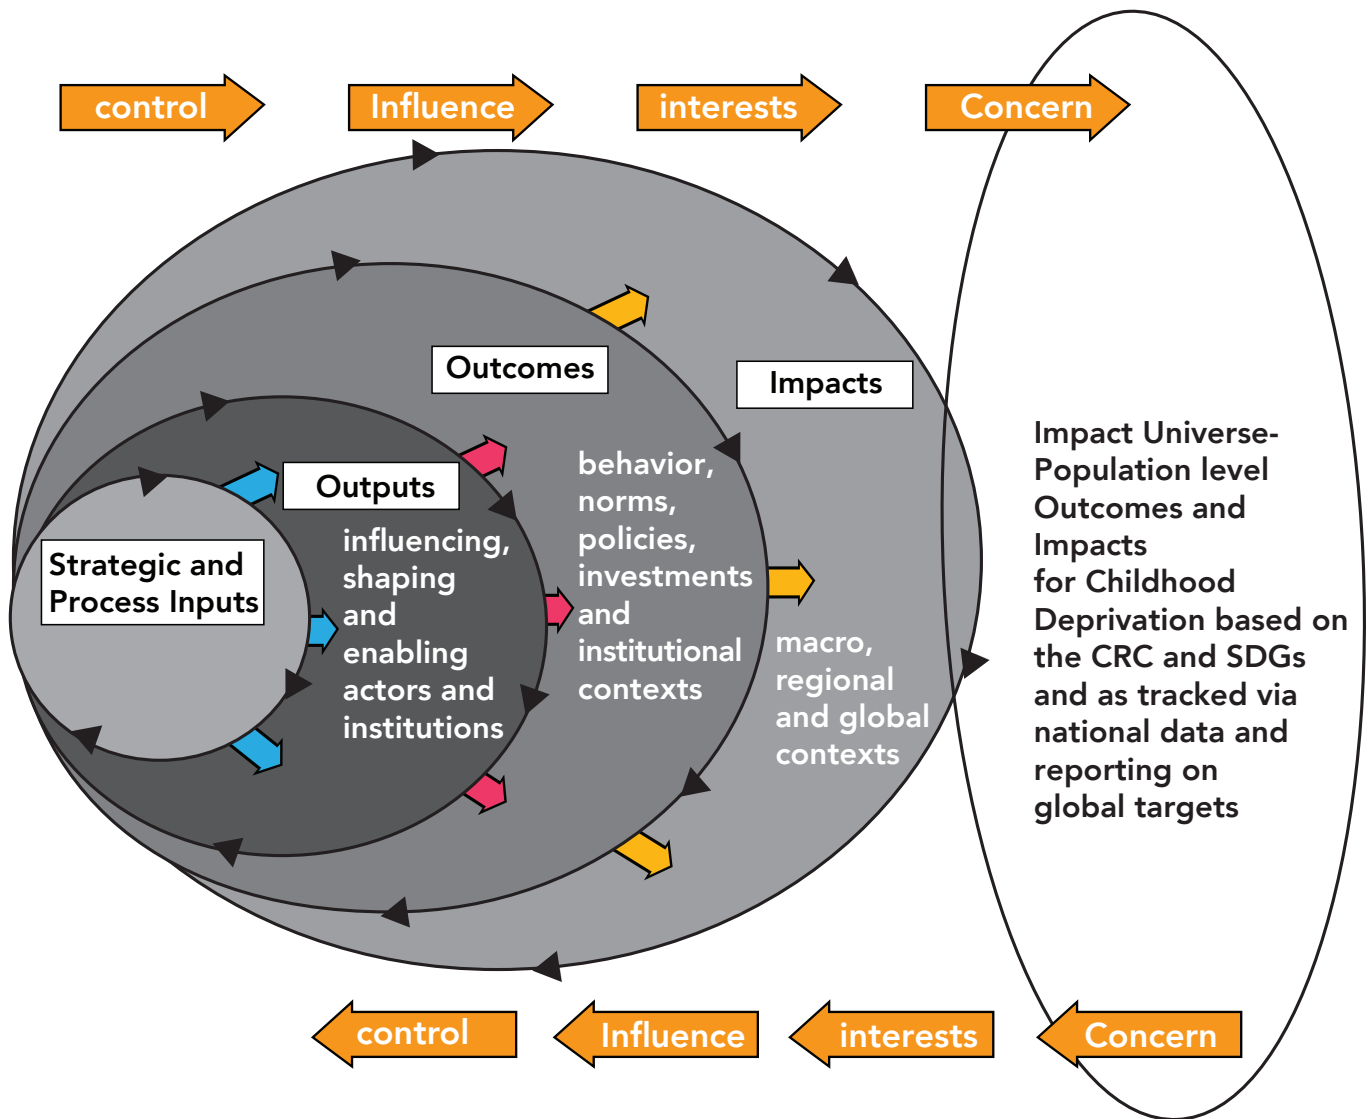 control
Influence
interests
Concern
Outcomes
Impacts
Outputs
Strategic and
Process Inputs
influencing,
shaping
and
enabling
actors and
institutions
behavior,
norms,
policies,
investments
and
institutional
contexts
macro,
regional
and global
contexts
Impact Universe-
Population level
Outcomes and
Impacts
for Childhood
Deprivation based on
the CRC and SDGs
and as tracked via
national data and
reporting on
global targets
control
Influence
interests
Concern